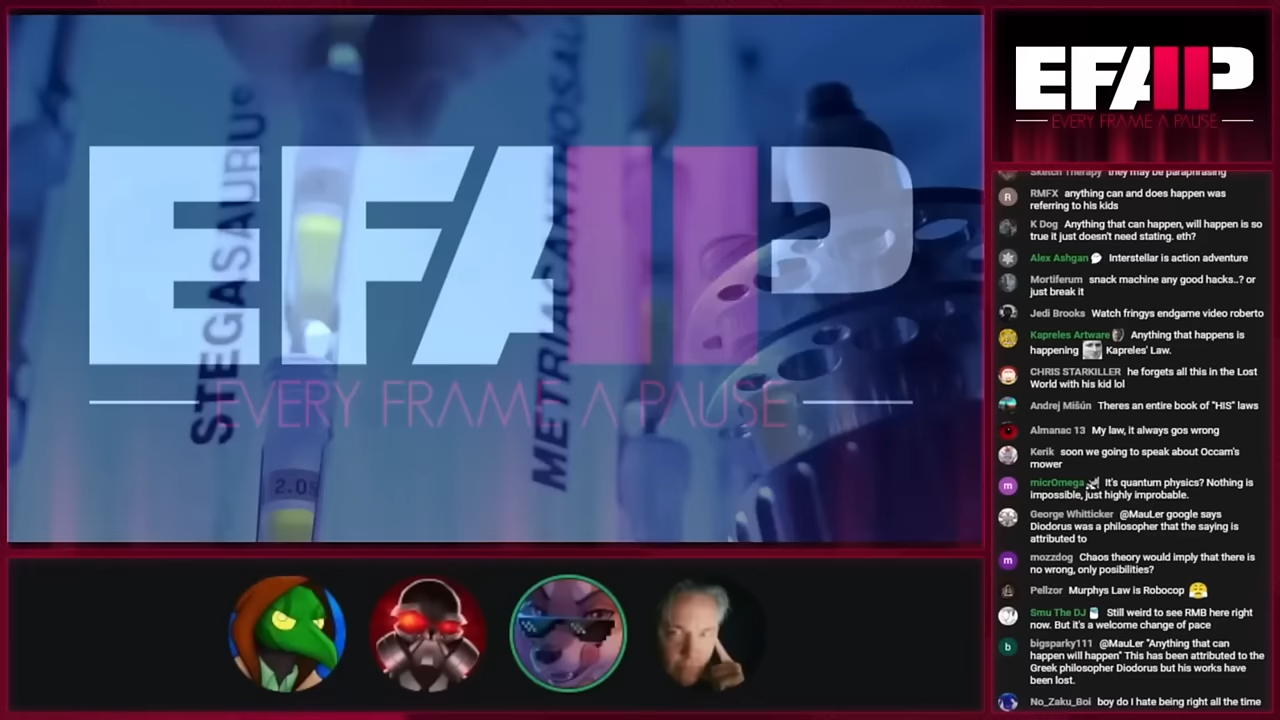 STEGASAURUS
METRIACANTHOSAU
EFAP
EVERY FRAME A PAUSE
2.0
EFAP
EVERY FRAME A PAUSE
Sketch Therapy they may be paraphrasing
RMFX anything can and does happen was
referring to his kids
K Dog Anything that can happen, will happen is so
true it just doesn't need stating. eth?
Alex Ashgan Interstellar is action adventure
Mortiferum snack machine any good hacks..? or
just break it
Jedi Brooks Watch fringys endgame video roberto
Kapreles Artware Anything that happens is
happening Kapreles' Law.
CHRIS STARKILLER he forgets all this in the Lost
World with his kid lol
Andrej Mišún Theres an entire book of "HIS" laws
Almanac 13 My law, it always gos wrong
Kerik soon we going to speak about Occam's
mower
m
micrOmega It's quantum physics? Nothing is
impossible, just highly improbable.
George Whitticker @MauLer google says
Diodorus was a philosopher that the saying is
attributed to
m
mozzdog Chaos theory would imply that there is
no wrong, only posibilities?
Pellzor Murphys Law is Robocop
Smu The DJ Still weird to see RMB here right
now. But it's a welcome change of pace
b
bigsparky111 @MauLer "Anything that can
happen will happen" This has been attributed to the
Greek philosopher Diodorus but his works have
been lost.
No_Zaku_Boi boy do I hate being right all the time